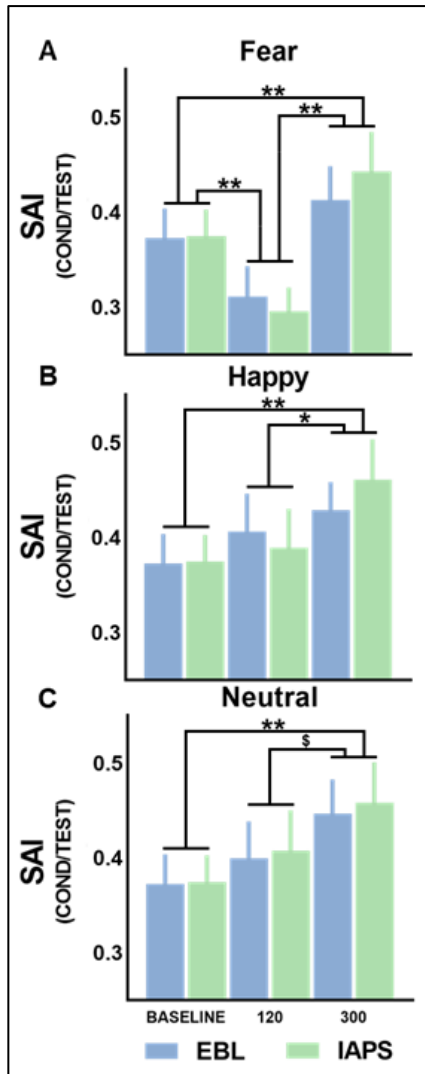 A Fear
**
**
**
0.5
0.4
0.3
SAI
(COND/TEST)
B Happy
**
*
0.5
0.4
0.3
SAI
(COND/TEST)
C Neutral
**
$
0.5
0.4
0.3
SAI
(COND/TEST)
BASELINE 120 300
EBL IAPS